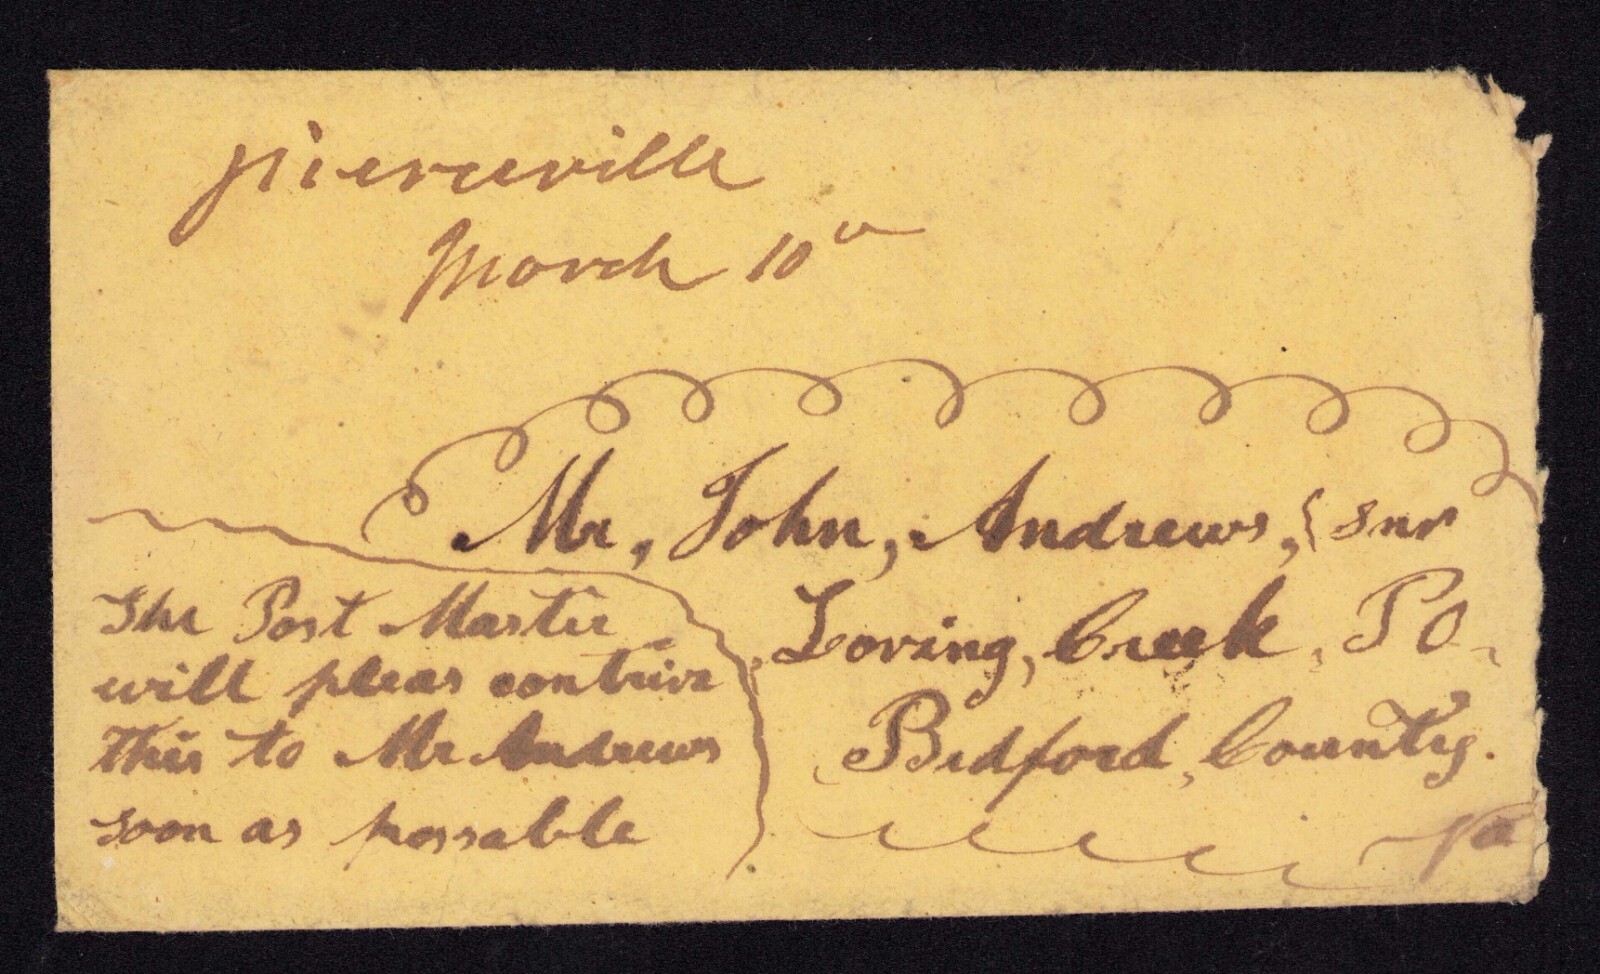 Pierceville
March 10th
Mr, John, Andrews, { snr
Loving, Creek, PO,
Bedford, County.
Va
The Post Master
will pleas contrive
this to Mr Andrews
soon as possable